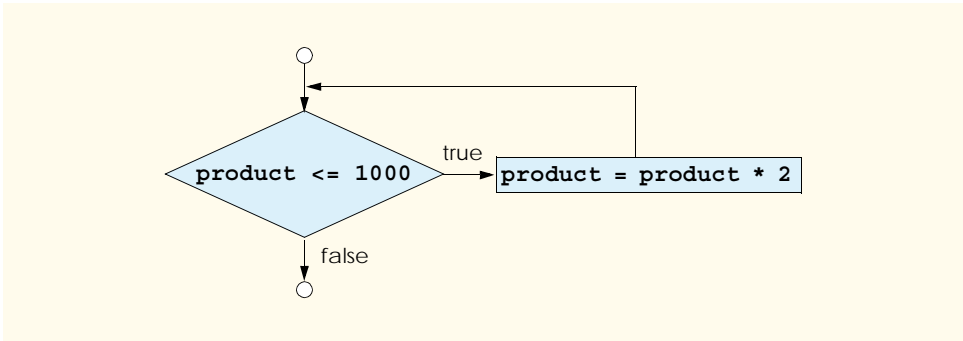 true
product <= 1000
product = product * 2
false